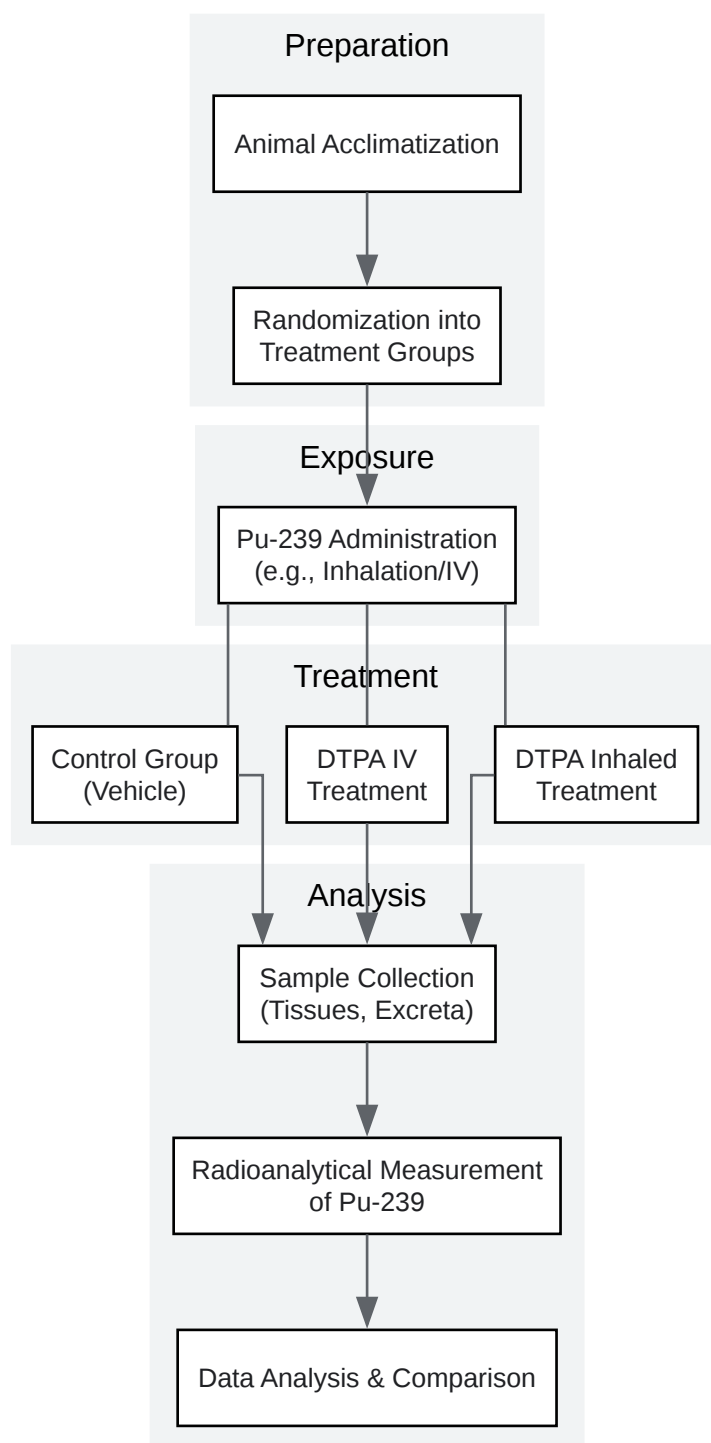 Preparation
Animal Acclimatization
Randomization into
Treatment Groups
Exposure
Pu-239 Administration
(e.g., Inhalation/IV)
Treatment
Control Group
(Vehicle)
DTPA IV
Treatment
DTPA Inhaled
Treatment
Analysis
Sample Collection
(Tissues, Excreta)
Radioanalytical Measurement
of Pu-239
Data Analysis & Comparison